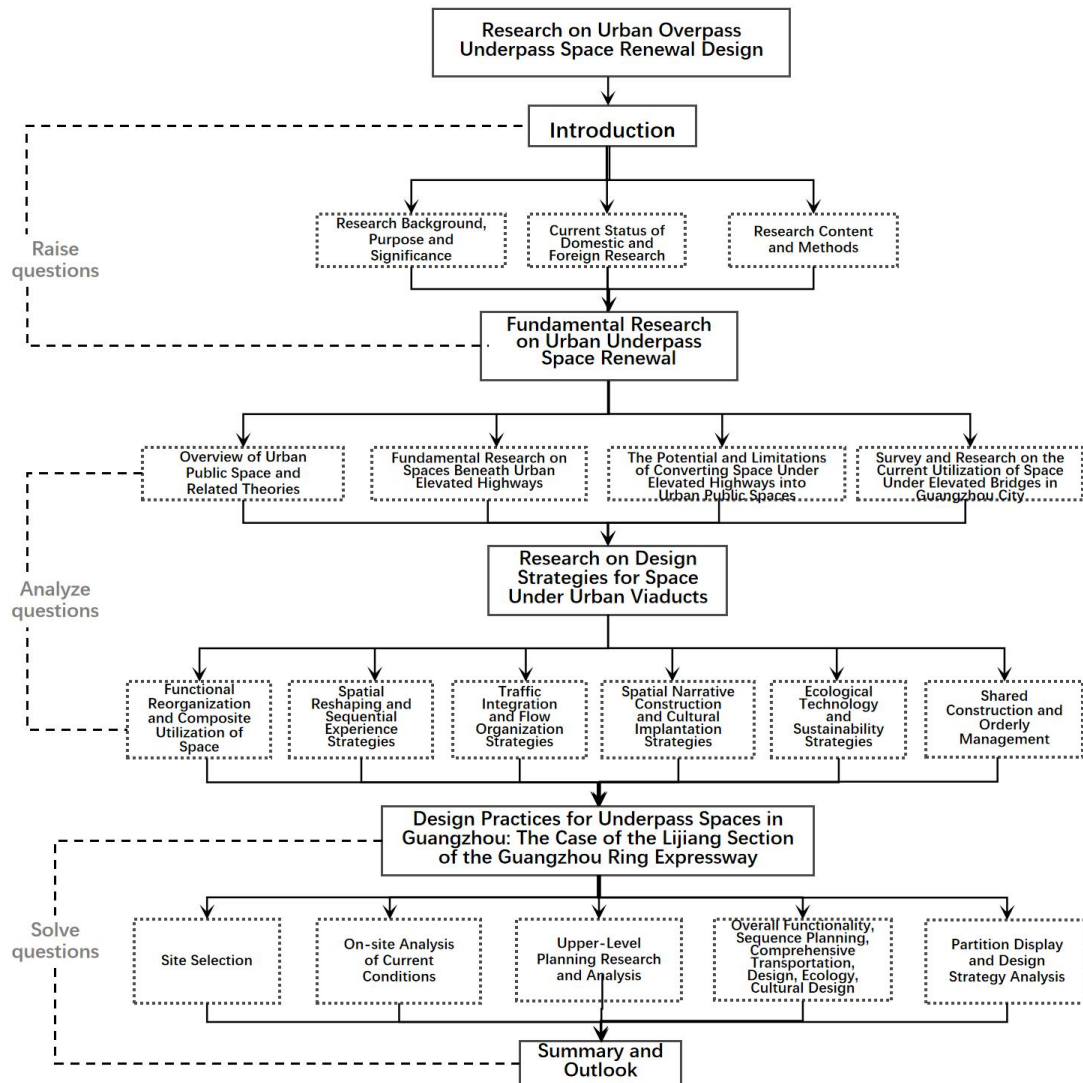 Research on Urban Overpass
Underpass Space Renewal Design
Introduction
Research Background,
Purpose and
Significance
Current Status of
Domestic and
Foreign Research
Research Content
and Methods
Raise
questions
Fundamental Research
on Urban Underpass
Space Renewal
Overview of Urban
Public Space and
Related Theories
Fundamental Research on
Spaces Beneath Urban
Elevated Highways
The Potential and Limitations
of Converting Space Under
Elevated Highways into
Urban Public Spaces
Survey and Research on the
Current Utilization of Space
Under Elevated Bridges in
Guangzhou City
Research on Design
Strategies for Space
Under Urban Viaducts
Analyze
questions
Functional
Reorganization
and Composite
Utilization of
Space
Spatial
Reshaping and
Sequential
Experience
Strategies
Traffic
Integration
and Flow
Organization
Strategies
Spatial Narrative
Construction
and Cultural
Implantation
Strategies
Ecological
Technology
and
Sustainability
Strategies
Shared
Construction
and Orderly
Management
Design Practices for Underpass Spaces in
Guangzhou: The Case of the Lijiang Section
of the Guangzhou Ring Expressway
Solve
questions
Site Selection
On-site Analysis
of Current
Conditions
Upper-Level
Planning Research
and Analysis
Overall Functionality,
Sequence Planning,
Comprehensive
Transportation,
Design, Ecology,
Cultural Design
Partition Display
and Design
Strategy Analysis
Summary and
Outlook